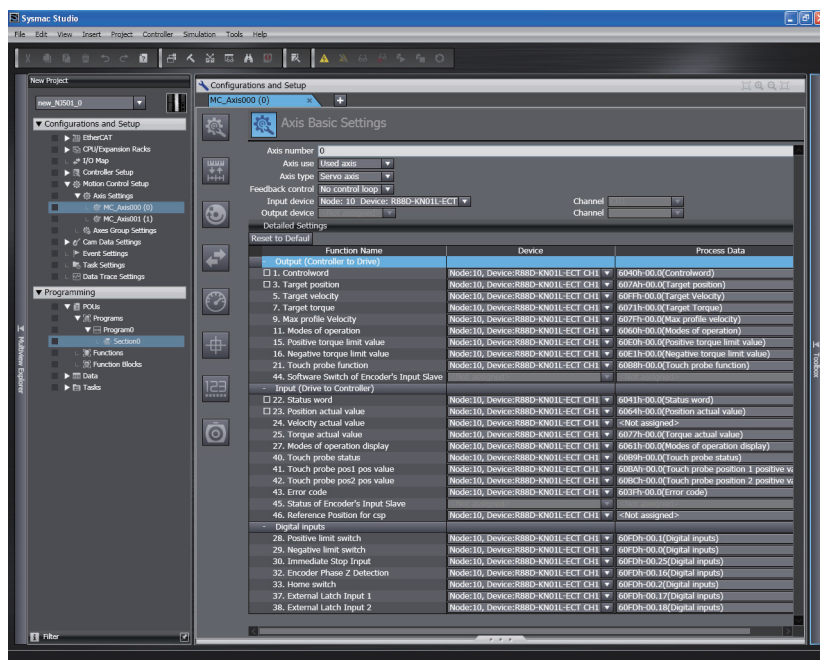 Sysmac Studio
File Edit View Insert Project Controller Simulation Tools Help
New Project
new_NJ501_0
Configurations and Setup
EtherCAT
CPU/Expansion Racks
I/O Map
Controller Setup
Motion Control Setup
Axis Settings
MC_Axis000 (0)
MC_Axis001 (1)
Axes Group Settings
Cam Data Settings
Event Settings
Task Settings
Data Trace Settings
Programming
POUs
Programs
Program0
Section0
Functions
Function Blocks
Data
Tasks
Filter
Multiview Explorer
Configurations and Setup
MC_Axis000 (0)
Axis Basic Settings
Axis number 0
Axis use Used axis
Axis type Servo axis
Feedback control No control loop
Input device Node: 10 Device: R88D-KN01L-ECT Channel
Output device Channel
Detailed Settings
Reset to Defaul
Function Name Device Process Data
- Output (Controller to Drive)
1. Controlword Node:10, Device:R88D-KN01L-ECT CH1 6040h-00.0(Controlword)
3. Target position Node:10, Device:R88D-KN01L-ECT CH1 607Ah-00.0(Target position)
5. Target velocity Node:10, Device:R88D-KN01L-ECT CH1 60FFh-00.0(Target Velocity)
7. Target torque Node:10, Device:R88D-KN01L-ECT CH1 6071h-00.0(Target Torque)
9. Max profile Velocity Node:10, Device:R88D-KN01L-ECT CH1 607Fh-00.0(Max profile velocity)
11. Modes of operation Node:10, Device:R88D-KN01L-ECT CH1 6060h-00.0(Modes of operation)
15. Positive torque limit value Node:10, Device:R88D-KN01L-ECT CH1 60E0h-00.0(Positive torque limit value)
16. Negative torque limit value Node:10, Device:R88D-KN01L-ECT CH1 60E1h-00.0(Negative torque limit value)
21. Touch probe function Node:10, Device:R88D-KN01L-ECT CH1 60B8h-00.0(Touch probe function)
44. Software Switch of Encoder's Input Slave
- Input (Drive to Controller)
22. Status word Node:10, Device:R88D-KN01L-ECT CH1 6041h-00.0(Status word)
23. Position actual value Node:10, Device:R88D-KN01L-ECT CH1 6064h-00.0(Position actual value)
24. Velocity actual value Node:10, Device:R88D-KN01L-ECT CH1 <Not assigned>
25. Torque actual value Node:10, Device:R88D-KN01L-ECT CH1 6077h-00.0(Torque actual value)
27. Modes of operation display Node:10, Device:R88D-KN01L-ECT CH1 6061h-00.0(Modes of operation display)
40. Touch probe status Node:10, Device:R88D-KN01L-ECT CH1 60B9h-00.0(Touch probe status)
41. Touch probe pos1 pos value Node:10, Device:R88D-KN01L-ECT CH1 60BAh-00.0(Touch probe position 1 positive va
42. Touch probe pos2 pos value Node:10, Device:R88D-KN01L-ECT CH1 60BCh-00.0(Touch probe position 2 positive va
43. Error code Node:10, Device:R88D-KN01L-ECT CH1 603Fh-00.0(Error code)
45. Status of Encoder's Input Slave
46. Reference Position for csp Node:10, Device:R88D-KN01L-ECT CH1 <Not assigned>
- Digital inputs
28. Positive limit switch Node:10, Device:R88D-KN01L-ECT CH1 60FDh-00.1(Digital inputs)
29. Negative limit switch Node:10, Device:R88D-KN01L-ECT CH1 60FDh-00.0(Digital inputs)
30. Immediate Stop Input Node:10, Device:R88D-KN01L-ECT CH1 60FDh-00.25(Digital inputs)
32. Encoder Phase Z Detection Node:10, Device:R88D-KN01L-ECT CH1 60FDh-00.16(Digital inputs)
33. Home switch Node:10, Device:R88D-KN01L-ECT CH1 60FDh-00.2(Digital inputs)
37. External Latch Input 1 Node:10, Device:R88D-KN01L-ECT CH1 60FDh-00.17(Digital inputs)
38. External Latch Input 2 Node:10, Device:R88D-KN01L-ECT CH1 60FDh-00.18(Digital inputs)
123
Toolbox